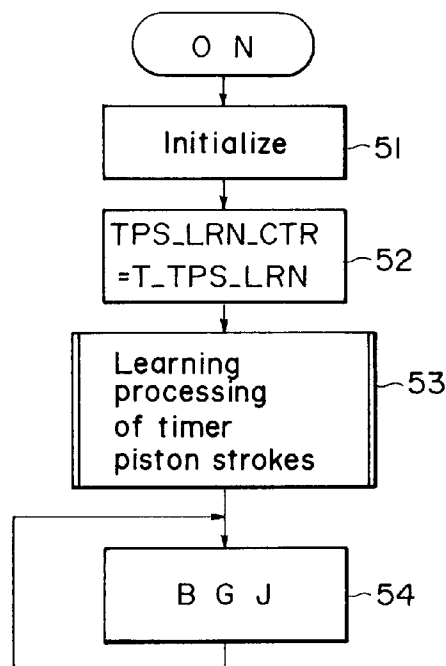 O N
Initialize
51
TPS_LRN_CTR
=T_TPS_LRN
52
Learning
processing
of timer
piston strokes
53
B G J
54